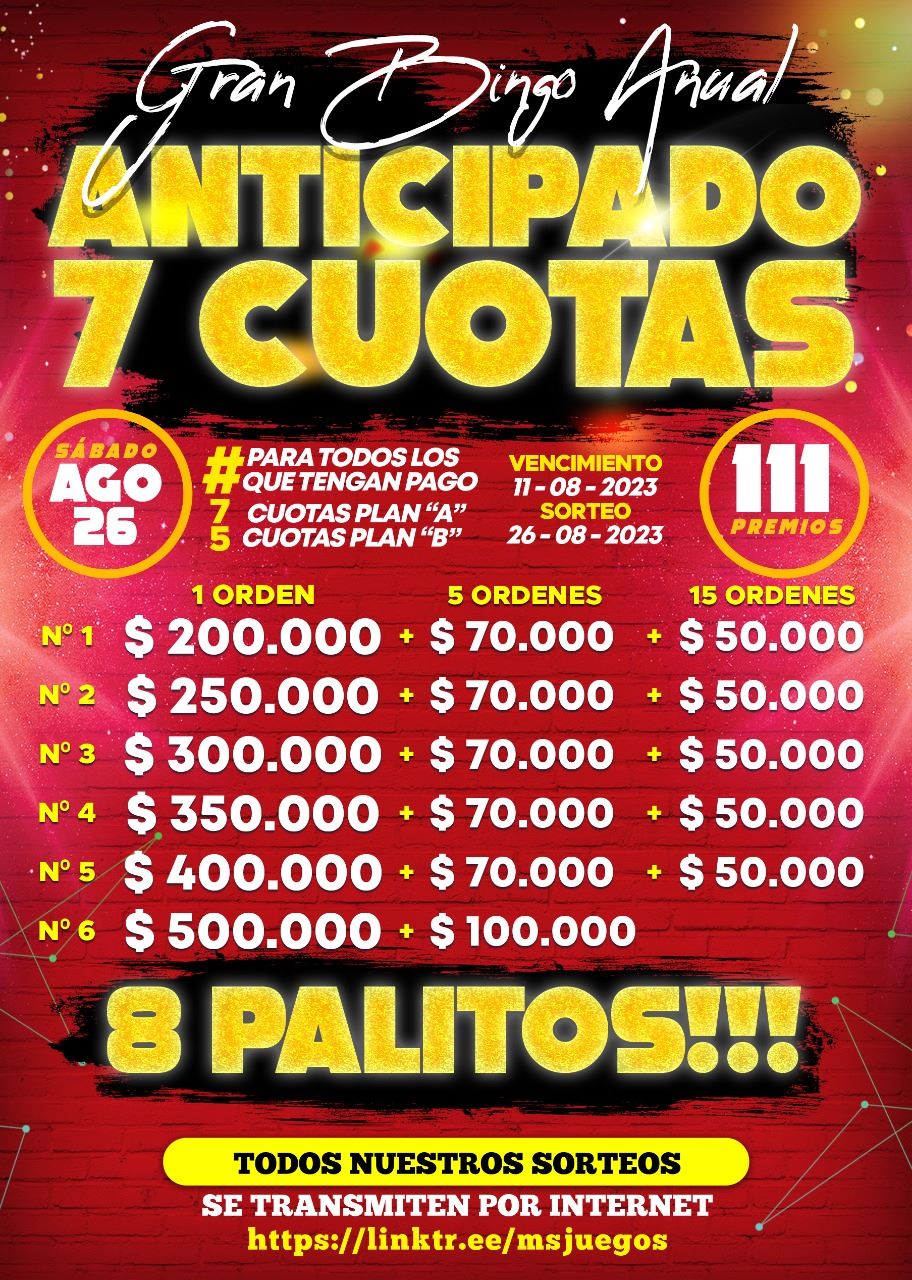 Gran Bingo Anual
ANTICIPADO
7 CUOTAS
SÁBADO
AGO
26
# PARA TODOS LOS
QUE TENGAN PAGO
7 CUOTAS PLAN “A”
5 CUOTAS PLAN “B”
VENCIMIENTO
11 - 08 - 2023
SORTEO
26 - 08 - 2023
111
PREMIOS
1 ORDEN 5 ORDENES 15 ORDENES
Nº 1 $ 200.000 + $ 70.000 + $ 50.000
Nº 2 $ 250.000 + $ 70.000 + $ 50.000
Nº 3 $ 300.000 + $ 70.000 + $ 50.000
Nº 4 $ 350.000 + $ 70.000 + $ 50.000
Nº 5 $ 400.000 + $ 70.000 + $ 50.000
Nº 6 $ 500.000 + $ 100.000
8 PALITOS!!!
TODOS NUESTROS SORTEOS
SE TRANSMITEN POR INTERNET
https://linktr.ee/msjuegos